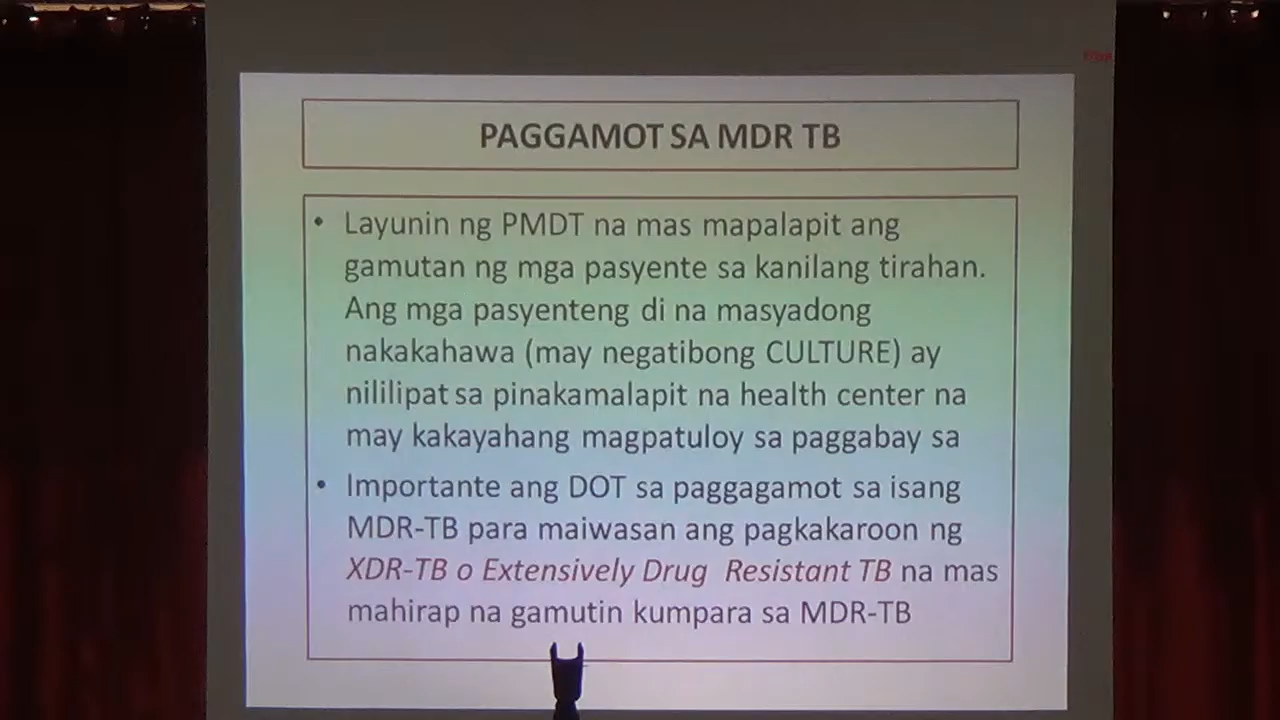 PAGGAMOT SA MDR TB
• Layunin ng PMDT na mas mapalapit ang
gamutan ng mga pasyente sa kanilang tirahan.
Ang mga pasyenteng di na masyadong
nakakahawa (may negatibong CULTURE) ay
nililipat sa pinakamalapit na health center na
may kakayahang magpatuloy sa paggabay sa
• Importante ang DOT sa paggagamot sa isang
MDR-TB para maiwasan ang pagkakaroon ng
XDR-TB o Extensively Drug Resistant TB na mas
mahirap na gamutin kumpara sa MDR-TB